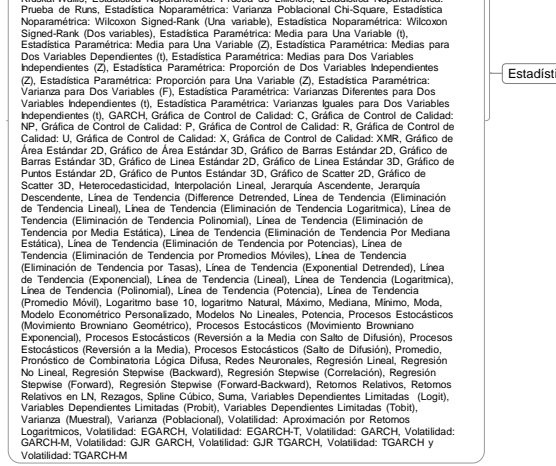 Prueba de Runs, Estadística Noparamétrica: Varianza Poblacional Chi-Square, Estadística
Noparamétrica: Wilcoxon Signed-Rank (Una variable), Estadística Noparamétrica: Wilcoxon
Signed-Rank (Dos variables), Estadística Paramétrica: Media para Una Variable (t),
Estadística Paramétrica: Media para Una Variable (Z), Estadística Paramétrica: Medias para
Dos Variables Dependientes (t), Estadística Paramétrica: Medias para Dos Variables
Independientes (Z), Estadística Paramétrica: Proporción de Dos Variables Independientes
(Z), Estadística Paramétrica: Proporción para Una Variable (Z), Estadística Paramétrica:
Varianza para Dos Variables (F), Estadística Paramétrica: Varianzas Diferentes para Dos
Variables Independientes (t), Estadística Paramétrica: Varianzas Iguales para Dos Variables
Independientes (t), GARCH, Gráfica de Control de Calidad: C, Gráfica de Control de Calidad:
NP, Gráfica de Control de Calidad: P, Gráfica de Control de Calidad: R, Gráfica de Control de
Calidad: U, Gráfica de Control de Calidad: X, Gráfica de Control de Calidad: XMR, Gráfico de
Área Estándar 2D, Gráfico de Área Estándar 3D, Gráfico de Barras Estándar 2D, Gráfico de
Barras Estándar 3D, Gráfico de Linea Estándar 2D, Gráfico de Linea Estándar 3D, Gráfico de
Puntos Estándar 2D, Gráfico de Puntos Estándar 3D, Gráfico de Scatter 2D, Gráfico de
Scatter 3D, Heterocedasticidad, Interpolación Lineal, Jerarquía Ascendente, Jerarquía
Descendente, Línea de Tendencia (Difference Detrended, Línea de Tendencia (Eliminación
de Tendencia Lineal), Línea de Tendencia (Eliminación de Tendencia Logaritmica), Línea de
Tendencia (Eliminación de Tendencia Polinomial), Línea de Tendencia (Eliminación de
Tendencia por Media Estática), Línea de Tendencia (Eliminación de Tendencia Por Mediana
Estática), Línea de Tendencia (Eliminación de Tendencia por Potencias), Línea de
Tendencia (Eliminación de Tendencia por Promedios Móviles), Línea de Tendencia
(Eliminación de Tendencia por Tasas), Línea de Tendencia (Exponential Detrended), Línea
de Tendencia (Exponencial), Línea de Tendencia (Lineal), Línea de Tendencia (Logaritmica),
Línea de Tendencia (Polinomial), Línea de Tendencia (Potencia), Línea de Tendencia
(Promedio Móvil), Logaritmo base 10, logaritmo Natural, Máximo, Mediana, Mínimo, Moda,
Modelo Econométrico Personalizado, Modelos No Lineales, Potencia, Procesos Estocásticos
(Movimiento Browniano Geométrico), Procesos Estocásticos (Movimiento Browniano
Exponencial), Procesos Estocásticos (Reversión a la Media con Salto de Difusión), Procesos
Estocásticos (Reversión a la Media), Procesos Estocásticos (Salto de Difusión), Promedio,
Pronóstico de Combinatoria Lógica Difusa, Redes Neuronales, Regresión Lineal, Regresión
No Lineal, Regresión Stepwise (Backward), Regresión Stepwise (Correlación), Regresión
Stepwise (Forward), Regresión Stepwise (Forward-Backward), Retornos Relativos, Retornos
Relativos en LN, Rezagos, Spline Cúbico, Suma, Variables Dependientes Limitadas (Logit),
Variables Dependientes Limitadas (Probit), Variables Dependientes Limitadas (Tobit),
Varianza (Muestral), Varianza (Poblacional), Volatilidad: Aproximación por Retornos
Logaritmicos, Volatilidad: EGARCH, Volatilidad: EGARCH-T, Volatilidad: GARCH, Volatilidad:
GARCH-M, Volatilidad: GJR GARCH, Volatilidad: GJR TGARCH, Volatilidad: TGARCH y
Volatilidad: TGARCH-M
Estadísti